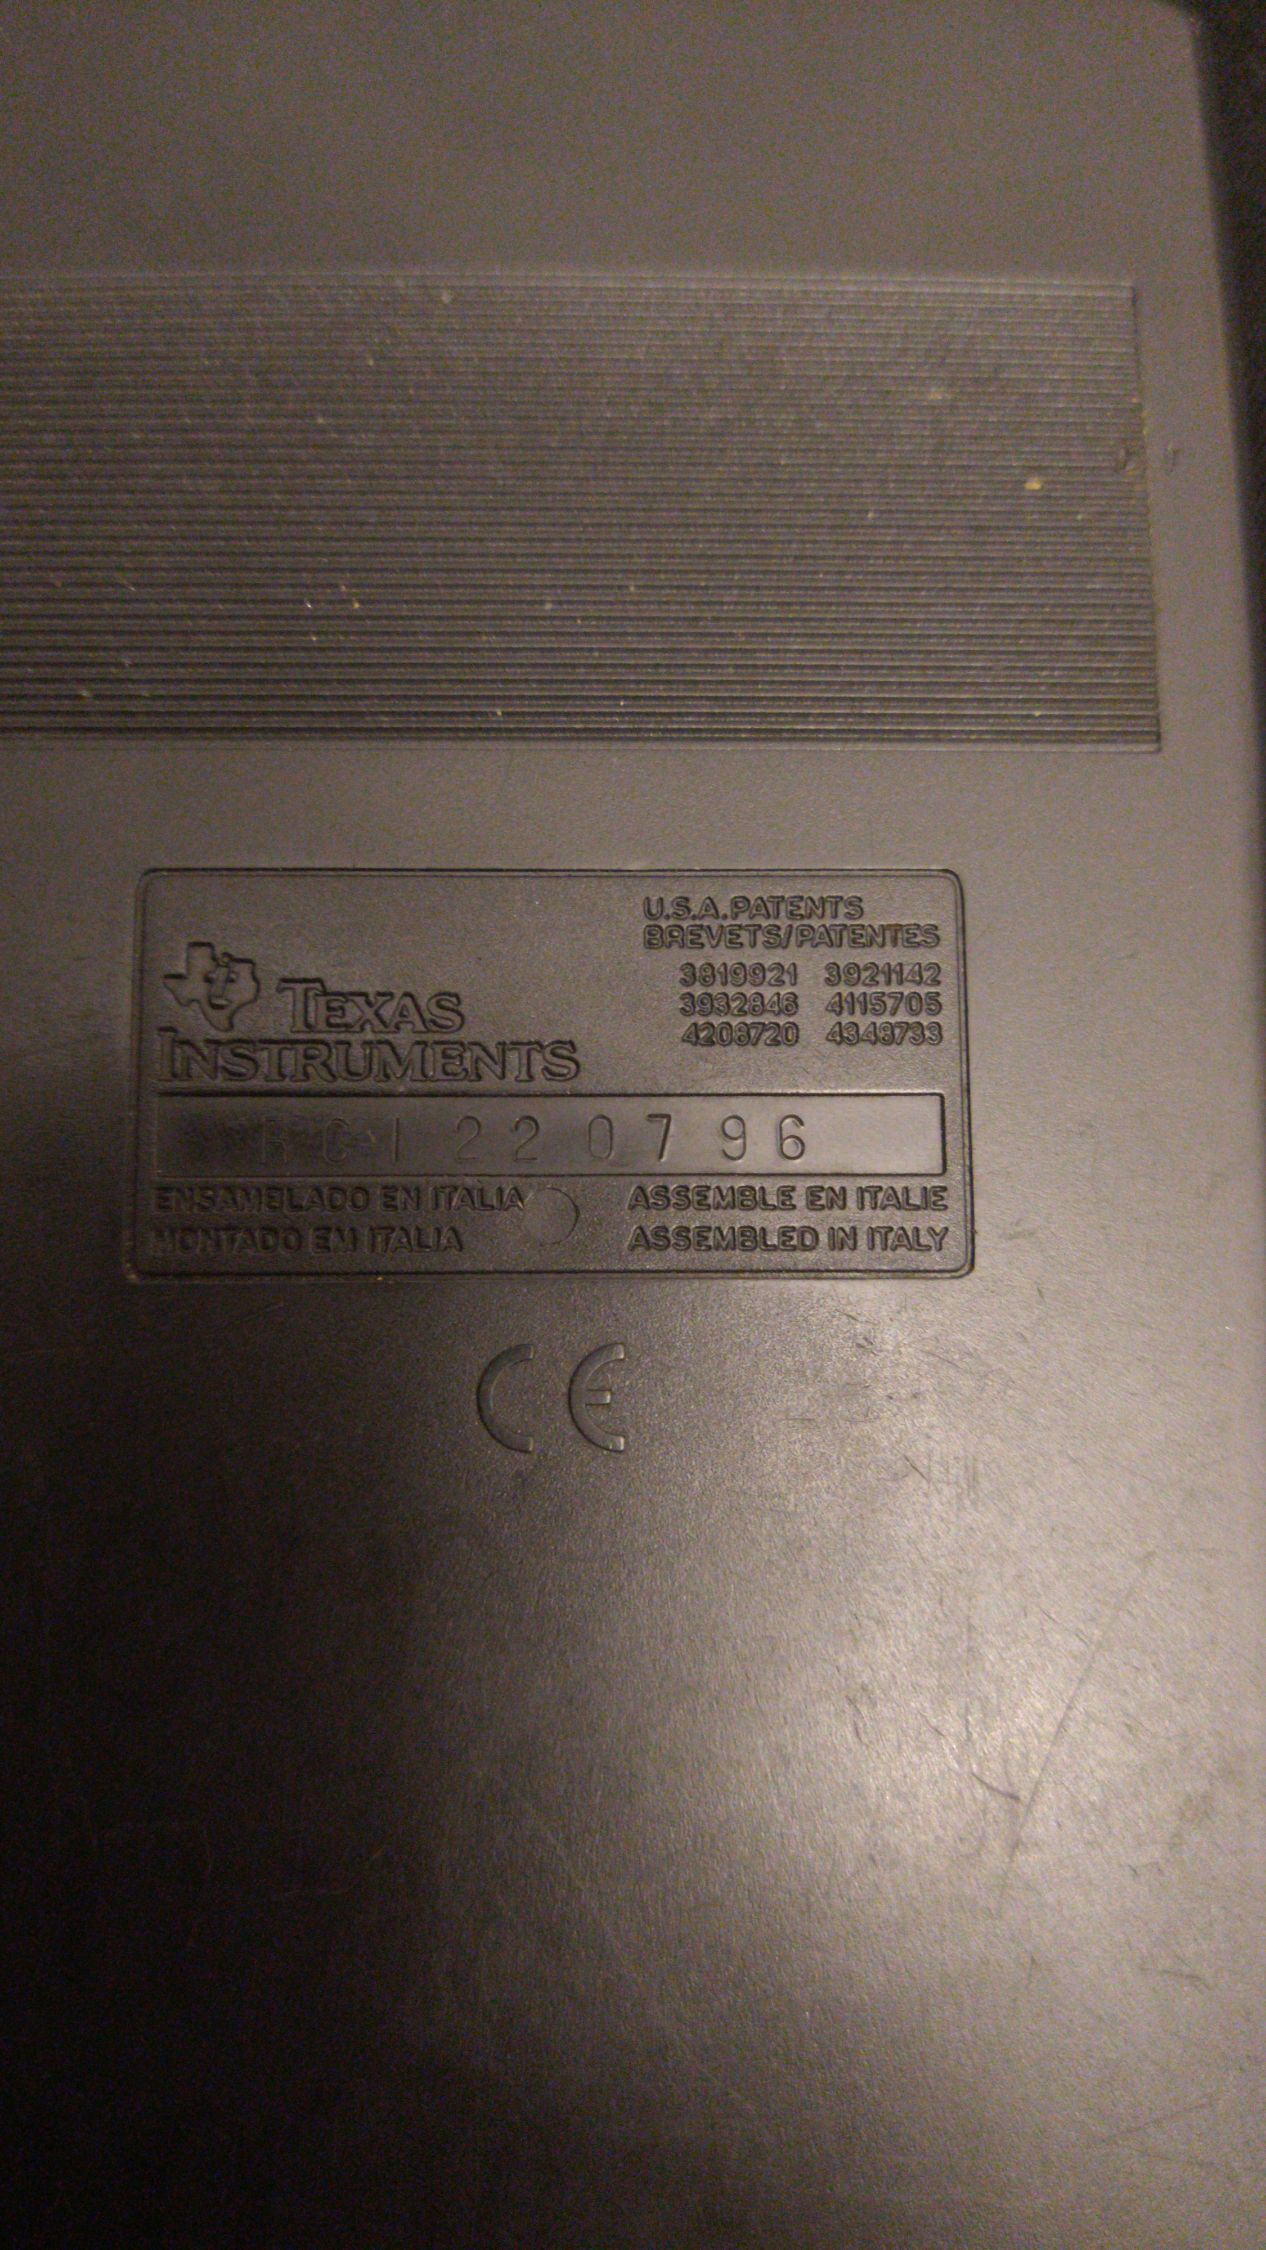 U.S.A. PATENTS
BREVETS/PATENTES
3819921 3921142
3932846 4115705
4208720 4348733
TEXAS
INSTRUMENTS
RCI 220796
ENSAMBLADO EN ITALIA
MONTADO EM ITALIA
ASSEMBLE EN ITALIE
ASSEMBLED IN ITALY
CE